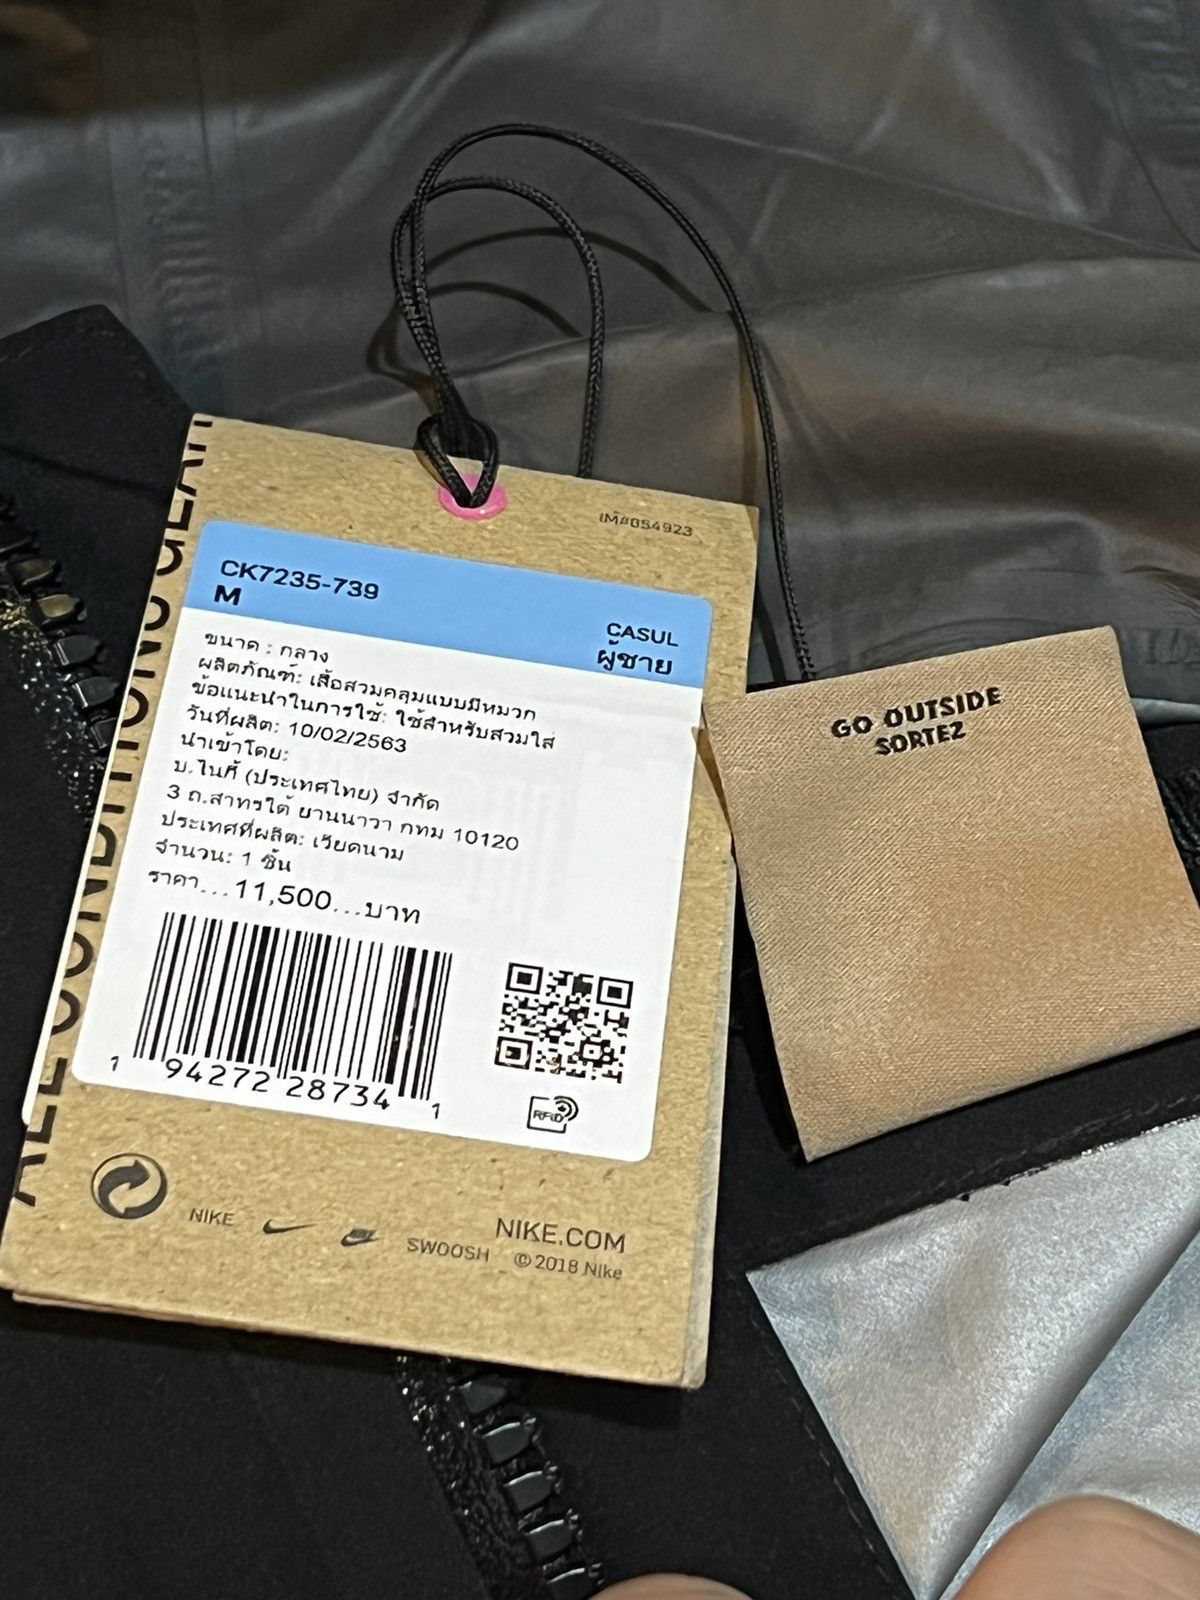 ALL CONDITIONS GEAR
IM#054923
CK7235-739
M
CASUL
ผู้ชาย
ขนาด : กลาง
ผลิตภัณฑ์: เสื้อสวมคลุมแบบมีหมวก
ข้อแนะนำในการใช้: ใช้สำหรับสวมใส่
วันที่ผลิต: 10/02/2563
นำเข้าโดย:
บ.ไนกี้ (ประเทศไทย) จำกัด
3 ถ.สาทรใต้ ยานนาวา กทม 10120
ประเทศที่ผลิต: เวียดนาม
จำนวน: 1 ชิ้น
ราคา...11,500...บาท
1 94272 28734 1
RFID
NIKE
SWOOSH
NIKE.COM
© 2018 Nike
GO OUTSIDE
SORTEZ